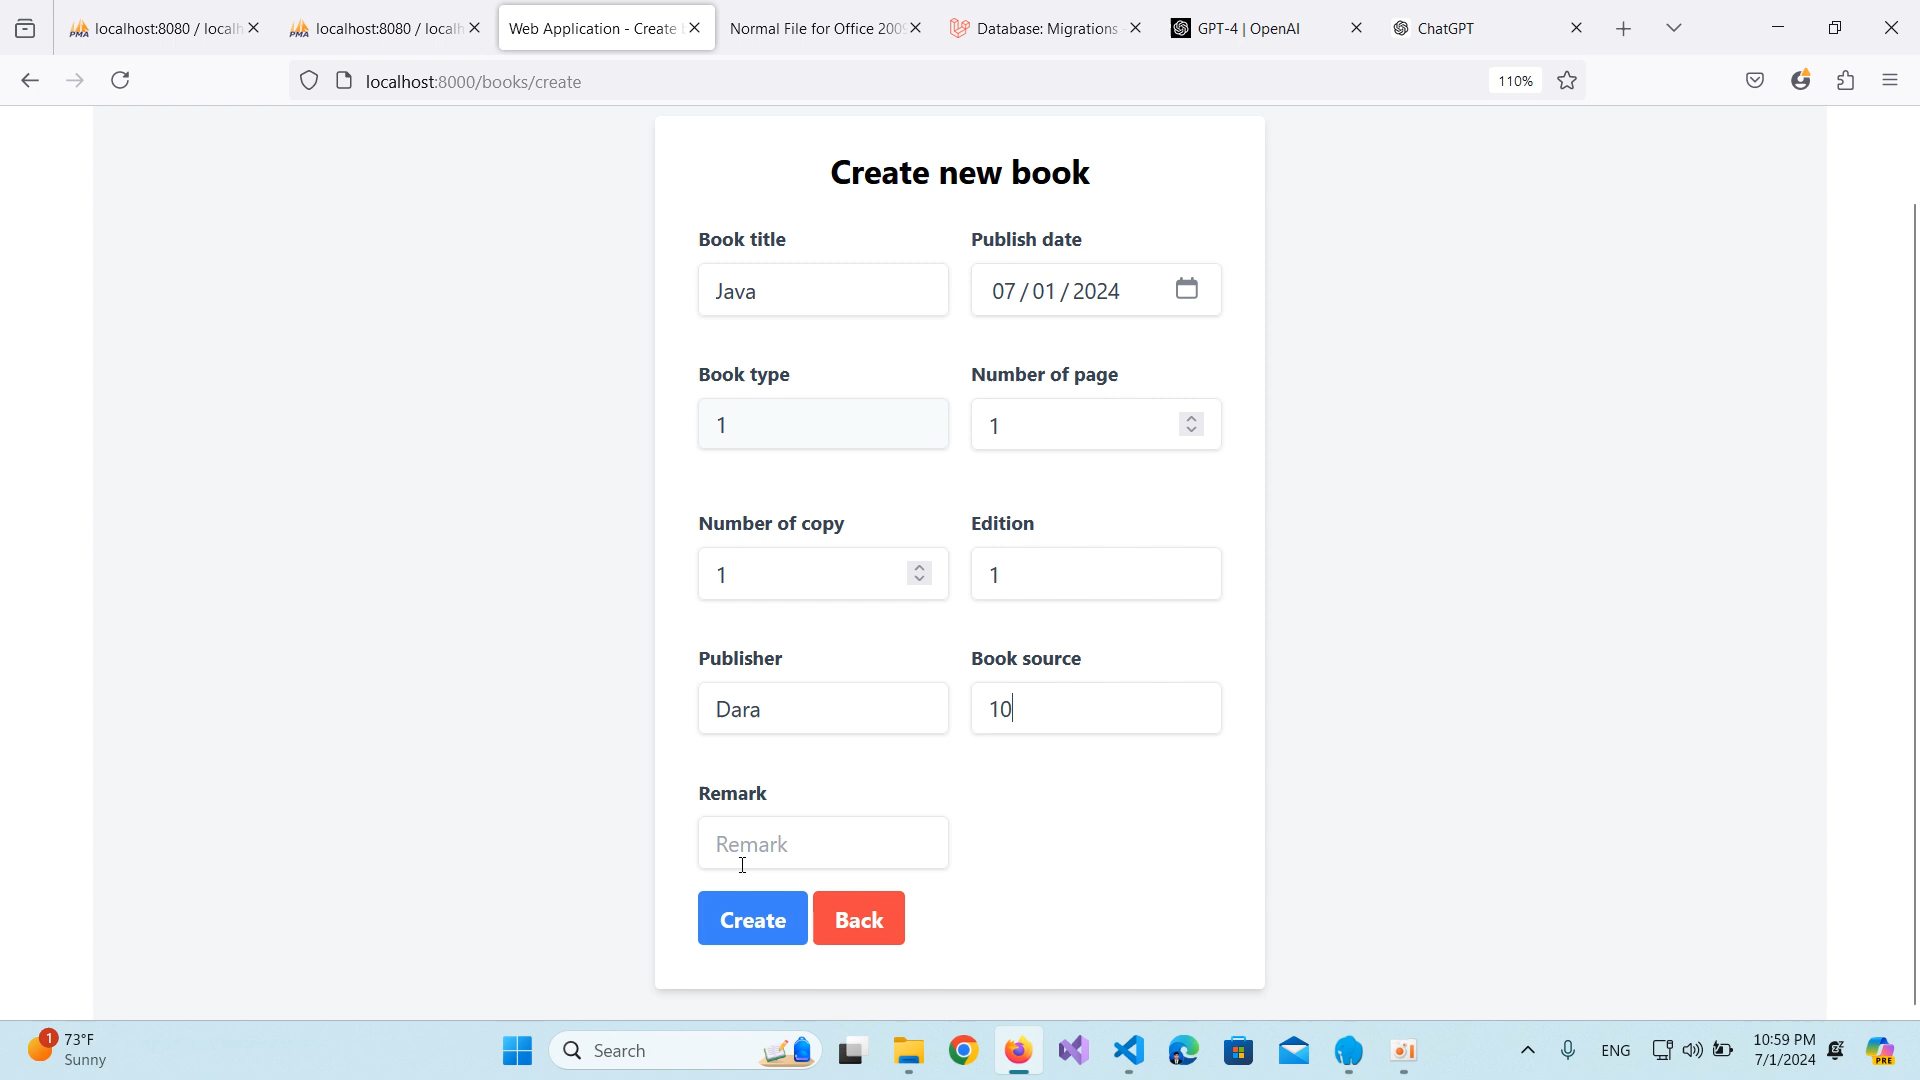 localhost:8080 / localh
localhost:8080 / localh
Web Application - Create
Normal File for Office 2009
Database: Migrations
GPT-4 | OpenAI
ChatGPT
localhost:8000/books/create
110%
Create new book
Book title
Publish date
Java
07/01/2024
Book type
Number of page
1
1
Number of copy
Edition
1
1
Publisher
Book source
Dara
10
Remark
Remark
Create
Back
1
73°F
Sunny
Search
ENG
10:59 PM
7/1/2024
PRE